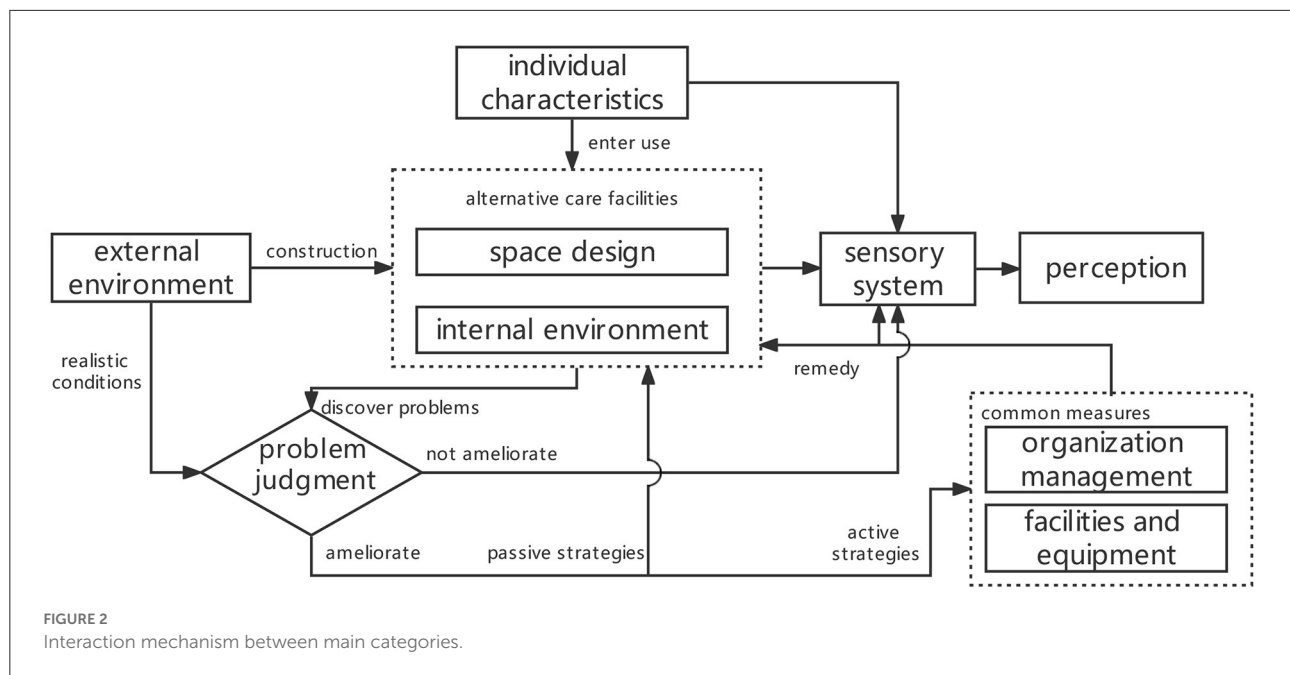 individual
characteristics
enter use
alternative care facilities
external
environment
construction
space design
sensory
system
perception
internal environment
realistic
conditions
remedy
discover problems
common measures
problem
judgment
not ameliorate
organization
management
facilities and
equipment
ameliorate
passive strategies
active
strategies
FIGURE 2
Interaction mechanism between main categories.